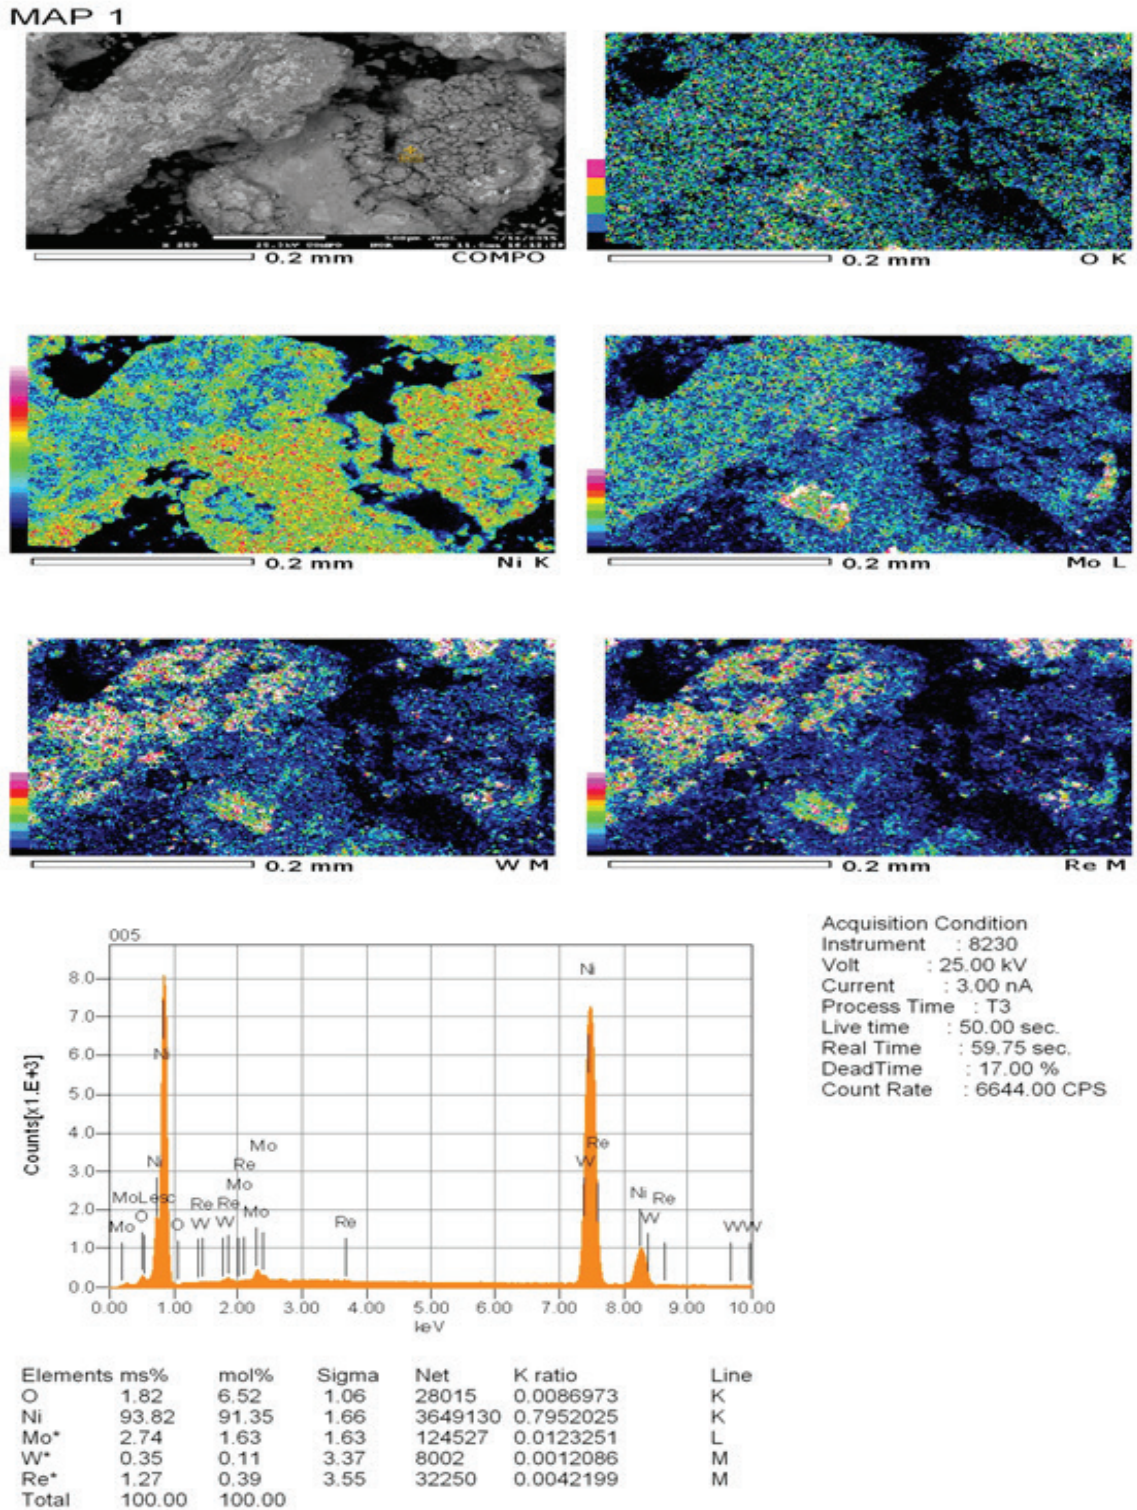 MAP 1
0.2 mm COMPO
0.2 mm O K
0.2 mm Ni K
0.2 mm Mo L
0.2 mm W M
0.2 mm Re M
005
Counts[x1.E+3]
8.0
7.0
6.0
5.0
4.0
3.0
2.0
1.0
0.0
Ni
Ni
Re
W
Mo
Re
Ni
Mo
MoLesc
Re
Re
Mo
Re
Ni
Re
Mo
O
O
W
W
W
WW
0.00 1.00 2.00 3.00 4.00 5.00 6.00 7.00 8.00 9.00 10.00
keV
Acquisition Condition
Instrument : 8230
Volt : 25.00 kV
Current : 3.00 nA
Process Time : T3
Live time : 50.00 sec.
Real Time : 59.75 sec.
DeadTime : 17.00 %
Count Rate : 6644.00 CPS
Elements ms% mol% Sigma Net K ratio Line
O 1.82 6.52 1.06 28015 0.0086973 K
Ni 93.82 91.35 1.66 3649130 0.7952025 K
Mo* 2.74 1.63 1.63 124527 0.0123251 L
W* 0.35 0.11 3.37 8002 0.0012086 M
Re* 1.27 0.39 3.55 32250 0.0042199 M
Total 100.00 100.00